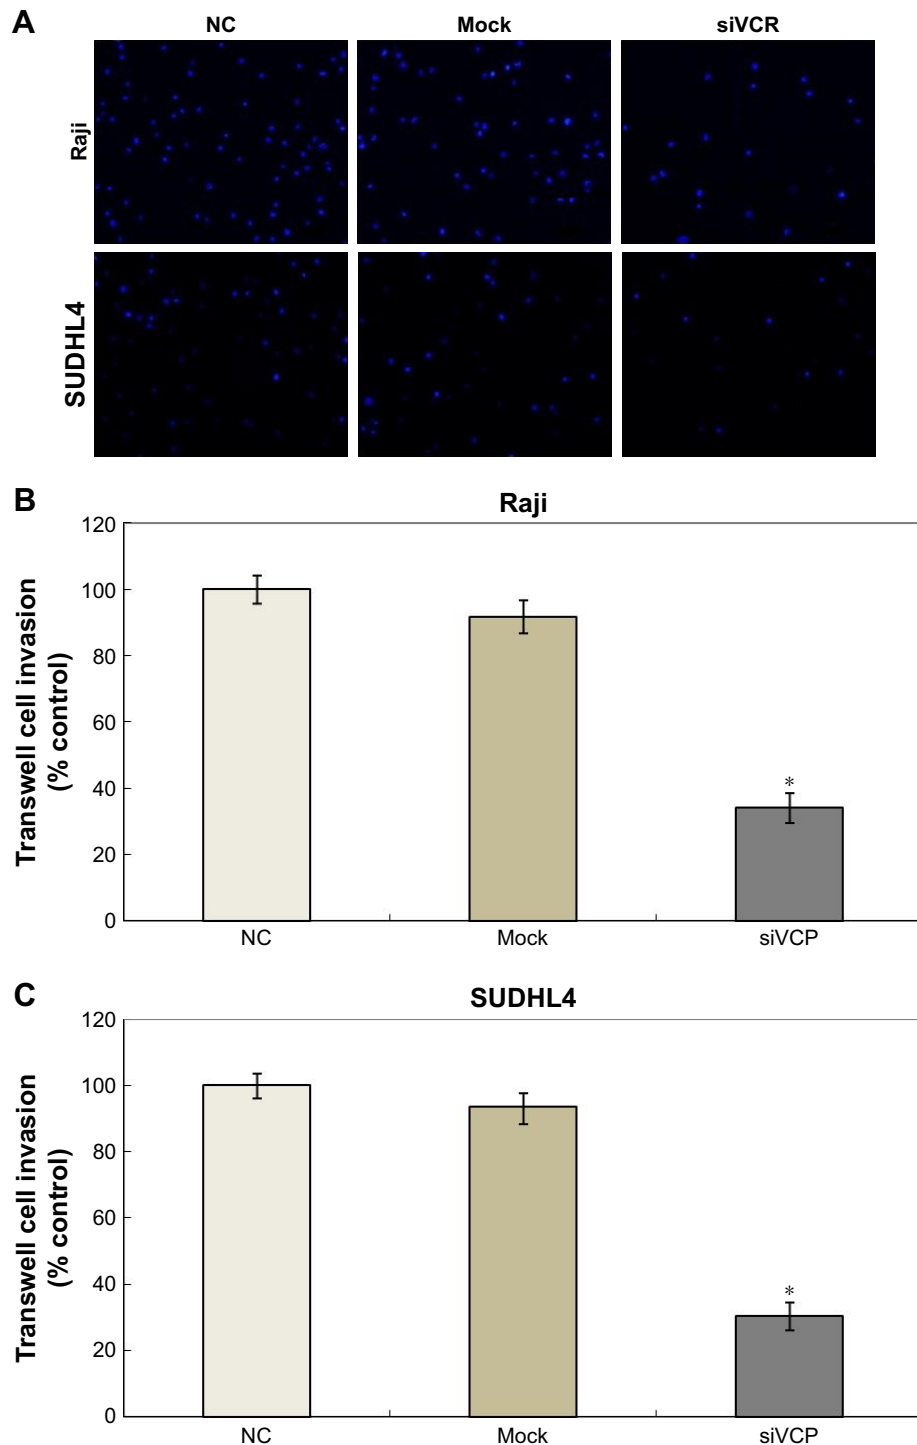 A
NC Mock siVCR
Raji
SUDHL4
B
Raji
120
100
80
60
40
20
0
Transwell cell invasion
(% control)
*
NC Mock siVCP
C
SUDHL4
120
100
80
60
40
20
0
Transwell cell invasion
(% control)
*
NC Mock siVCP